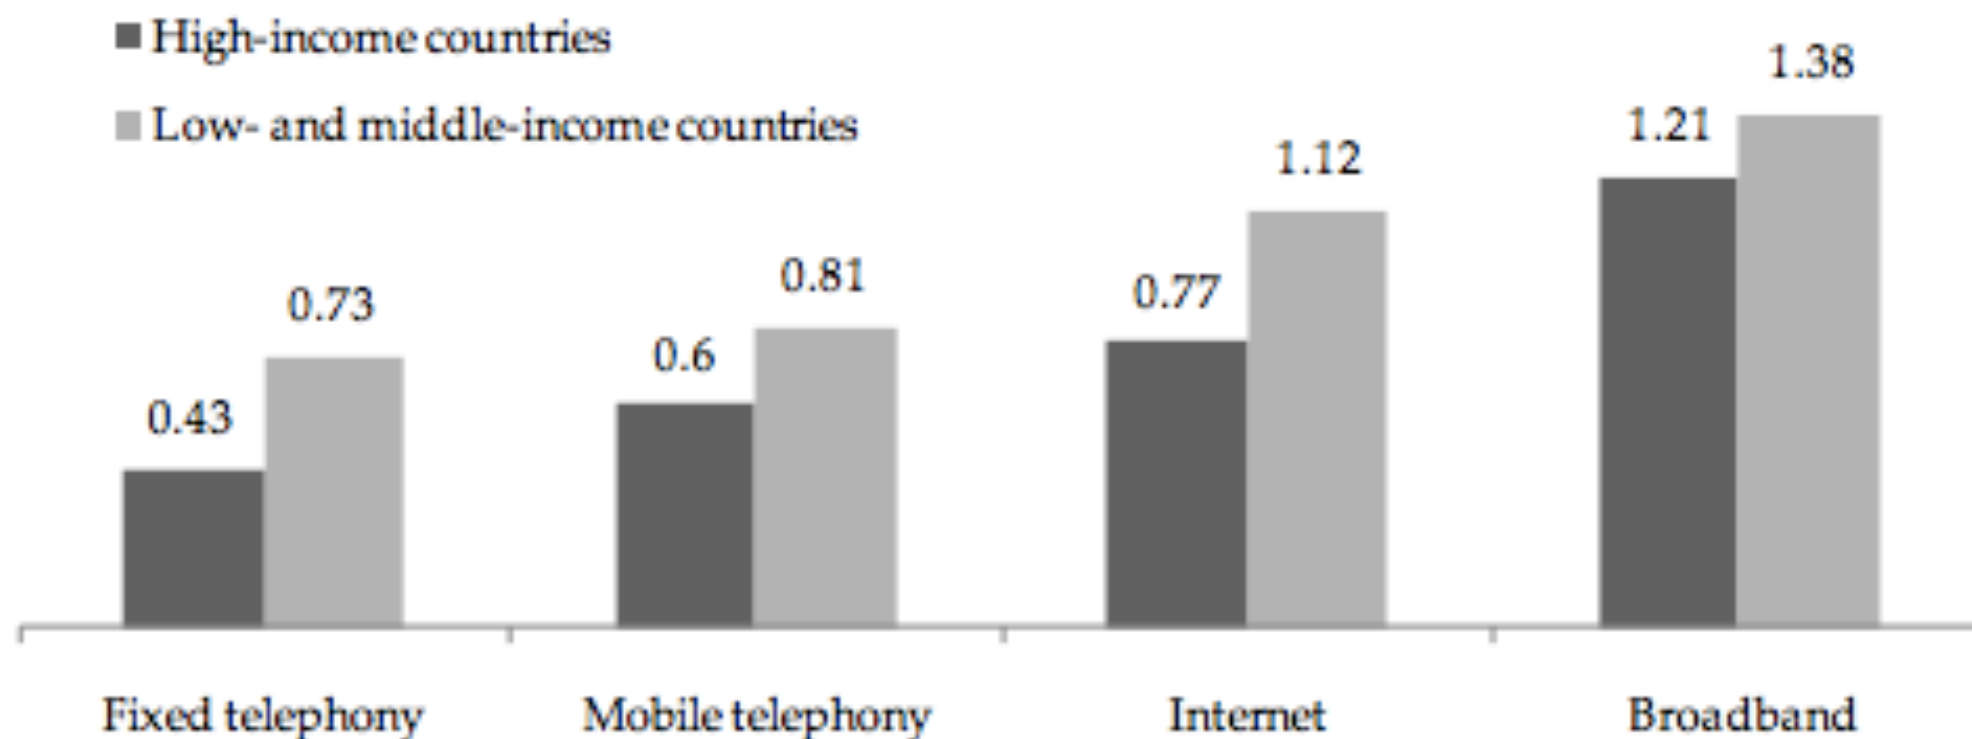 High-income countries
Low- and middle-income countries
0.43
0.73
0.6
0.81
0.77
1.12
1.21
1.38
Fixed telephony
Mobile telephony
Internet
Broadband